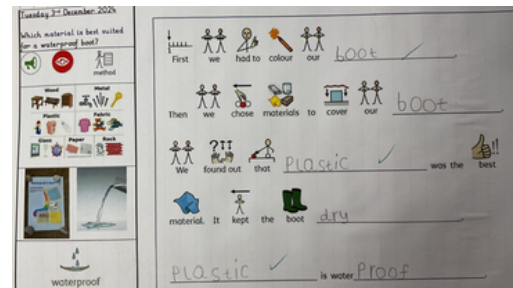 Tuesday 3rd December 2024
Which material is best suited
for a waterproof boot?
method
Wood
Metal
Plastic
Fabric
Glass
Paper
Rock
waterproof
First we had to colour our boot
Then we chose materials to cover our boot
We found out that Plastic was the best
material. It kept the boot dry
Plastic is water Proof